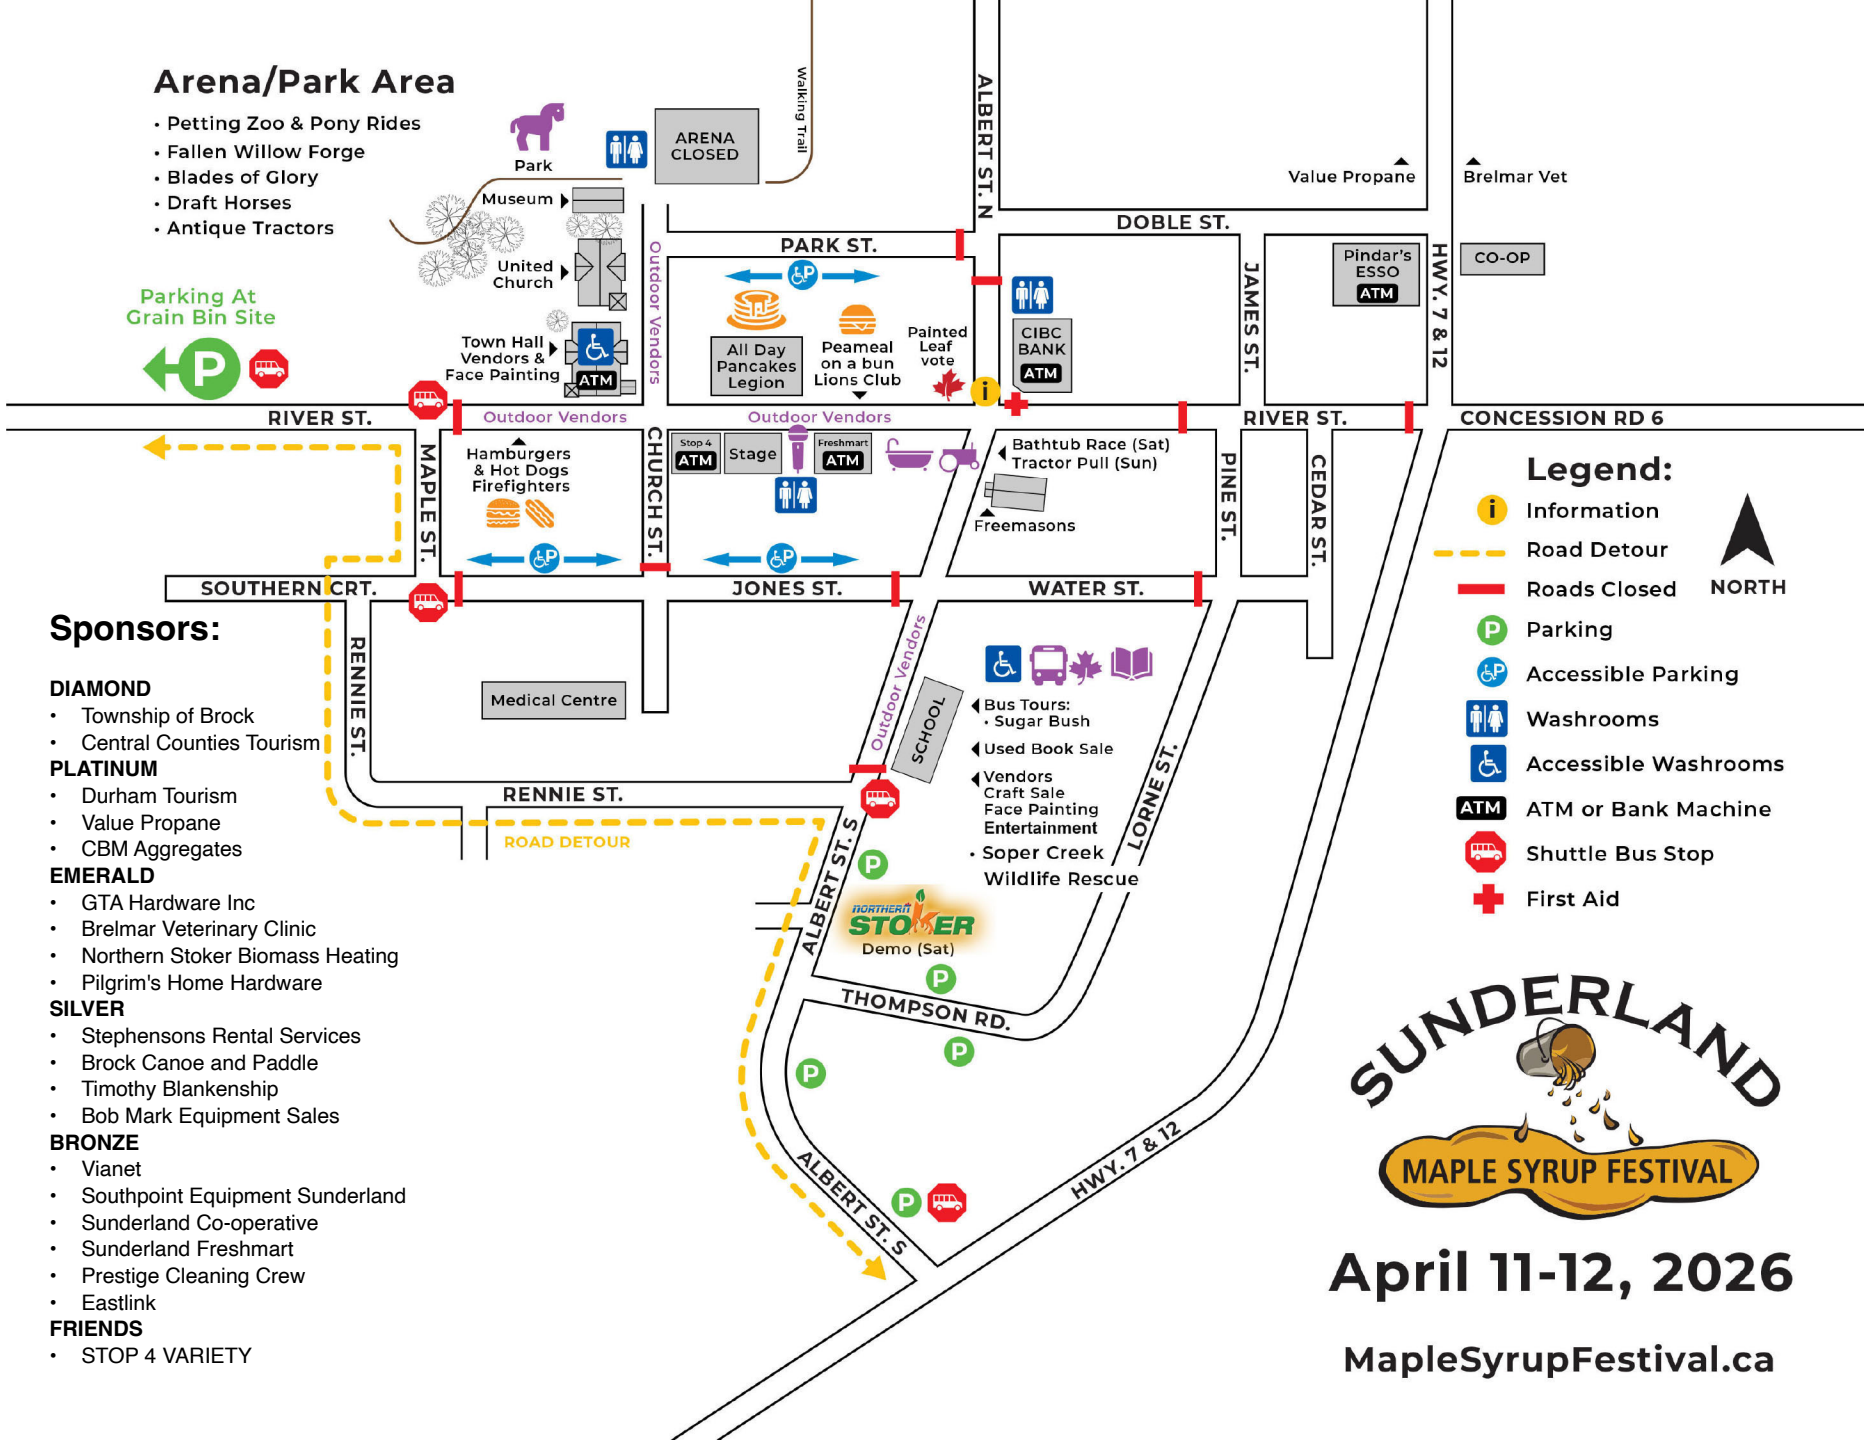 Arena/Park Area
• Petting Zoo & Pony Rides
• Fallen Willow Forge
• Blades of Glory
• Draft Horses
• Antique Tractors
Park
ARENA
CLOSED
Walking Trail
ALBERT ST. N
Value Propane
Brelmar Vet
Museum
DOBLE ST.
PARK ST.
Outdoor Vendors
United
Church
P
Pindar's
ESSO
ATM
HWY. 7 & 12
CO-OP
JAMES ST.
Parking At
Grain Bin Site
P
Town Hall
Vendors &
Face Painting
ATM
All Day
Pancakes
Legion
Peameal
on a bun
Lions Club
Painted
Leaf
vote
i
CIBC
BANK
ATM
RIVER ST.
Outdoor Vendors
Outdoor Vendors
RIVER ST.
CONCESSION RD 6
MAPLE ST.
Hamburgers
& Hot Dogs
Firefighters
CHURCH ST.
Stop 4
ATM
Stage
Freshmart
ATM
Bathtub Race (Sat)
Tractor Pull (Sun)
Freemasons
PINE ST.
CEDAR ST.
P
P
SOUTHERN CRT.
JONES ST.
WATER ST.
Legend:
i
Information
Road Detour
Roads Closed
P
Parking
P
Accessible Parking
Washrooms
Accessible Washrooms
ATM
ATM or Bank Machine
Shuttle Bus Stop
First Aid
NORTH
RENNIE ST.
Medical Centre
Outdoor Vendors
SCHOOL
Bus Tours:
• Sugar Bush
Used Book Sale
Vendors
Craft Sale
Face Painting
Entertainment
• Soper Creek
Wildlife Rescue
LORNE ST.
RENNIE ST.
ROAD DETOUR
ALBERT ST. S
P
NORTHERN
STOKER
Demo (Sat)
P
THOMPSON RD.
P
P
ALBERT ST. S
P
HWY. 7 & 12
Sponsors:
DIAMOND
• Township of Brock
• Central Counties Tourism
PLATINUM
• Durham Tourism
• Value Propane
• CBM Aggregates
EMERALD
• GTA Hardware Inc
• Brelmar Veterinary Clinic
• Northern Stoker Biomass Heating
• Pilgrim's Home Hardware
SILVER
• Stephensons Rental Services
• Brock Canoe and Paddle
• Timothy Blankenship
• Bob Mark Equipment Sales
BRONZE
• Vianet
• Southpoint Equipment Sunderland
• Sunderland Co-operative
• Sunderland Freshmart
• Prestige Cleaning Crew
• Eastlink
FRIENDS
• STOP 4 VARIETY
SUNDERLAND
MAPLE SYRUP FESTIVAL
April 11-12, 2026
MapleSyrupFestival.ca